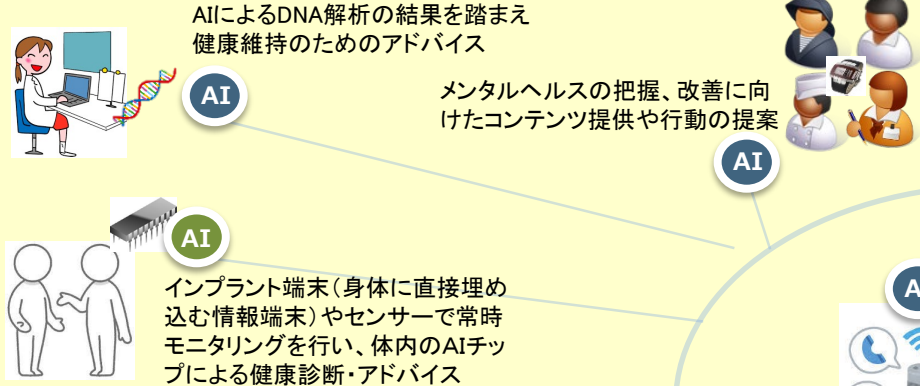 AIによるDNA解析の結果を踏まえ
健康維持のためのアドバイス
AI
メンタルヘルスの把握、改善に向
けたコンテンツ提供や行動の提案
AI
AI
インプラント端末（身体に直接埋め
込む情報端末）やセンサーで常時
モニタリングを行い、体内のAIチッ
プによる健康診断・アドバイス
A